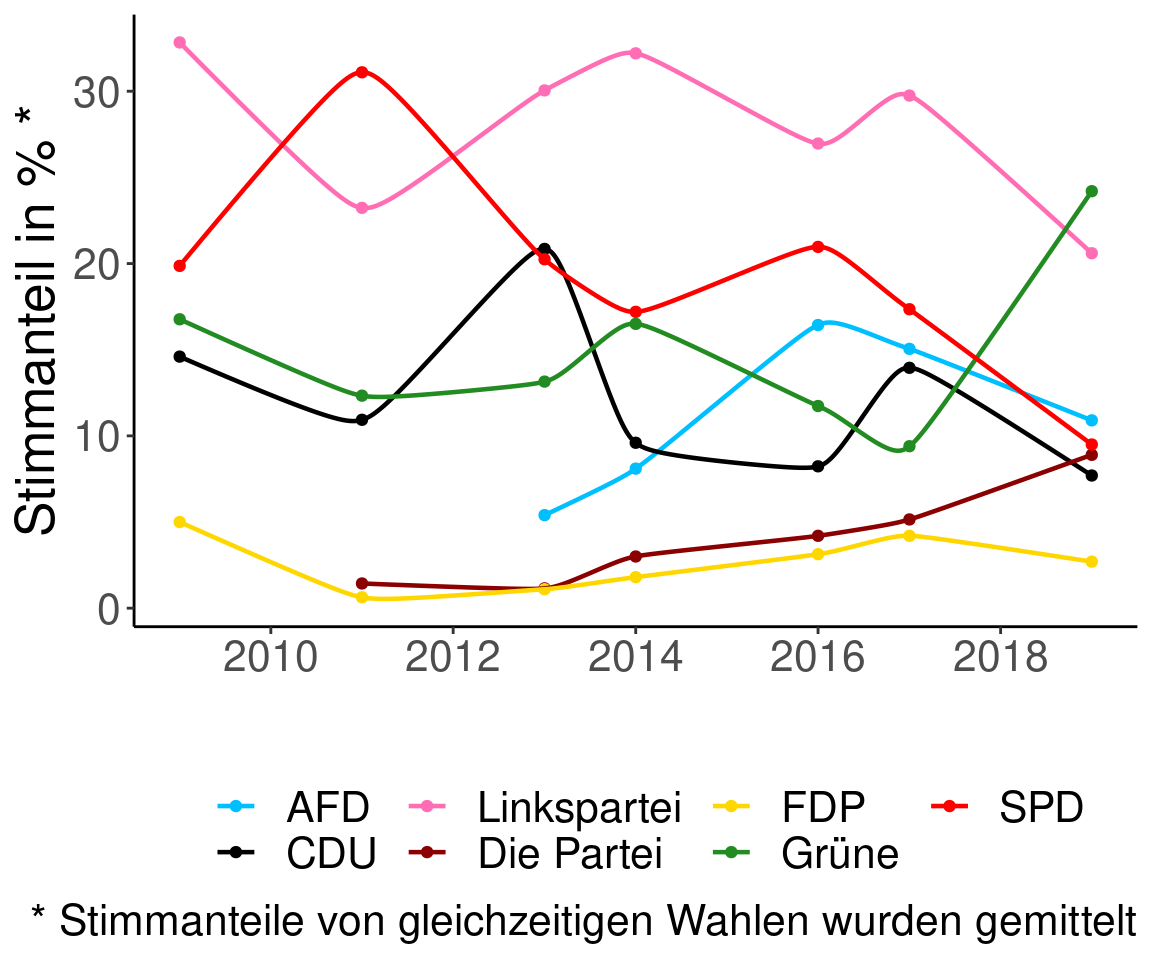 Stimmanteil in % *
30
20
10
0
2010 2012 2014 2016 2018
AFD Linkspartei FDP SPD
CDU Die Partei Grüne
* Stimmanteile von gleichzeitigen Wahlen wurden gemittelt